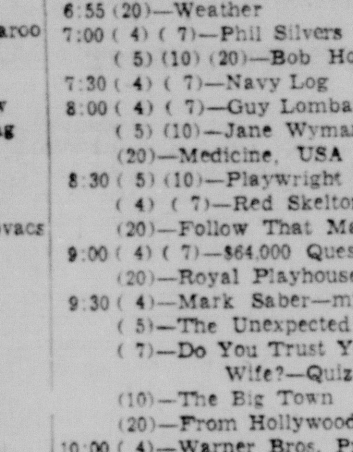 6:55 (20)—Weather
aroo 7:00 ( 4) ( 7)—Phil Silvers
( 5) (10) (20)—Bob Ho
7:30 ( 4) ( 7)—Navy Log
8:00 ( 4) ( 7)—Guy Lomba
( 5) (10)—Jane Wyma
(20)—Medicine, USA
8:30 ( 5) (10)—Playwright
( 4) ( 7)—Red Skelto
ovacs (20)—Follow That Ma
9:00 ( 4) ( 7)—$64,000 Ques
(20)—Royal Playhouse
9:30 ( 4)—Mark Saber—m
( 5)—The Unexpected
( 7)—Do You Trust Y
Wife?—Quiz
(10)—The Big Town
(20)—From Hollywood
10:00 ( 4)—Warner Bros. P